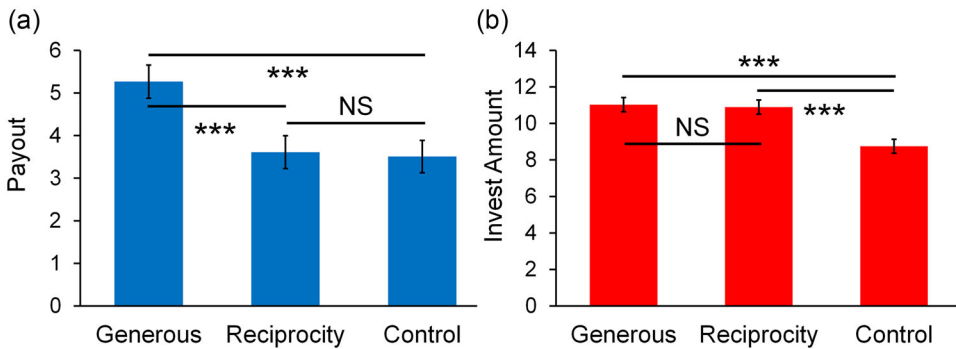 (a)
6
5
4
3
2
1
0
Payout
***
***
NS
Generous Reciprocity Control
(b)
14
12
10
8
6
4
2
0
Invest Amount
***
***
NS
Generous Reciprocity Control